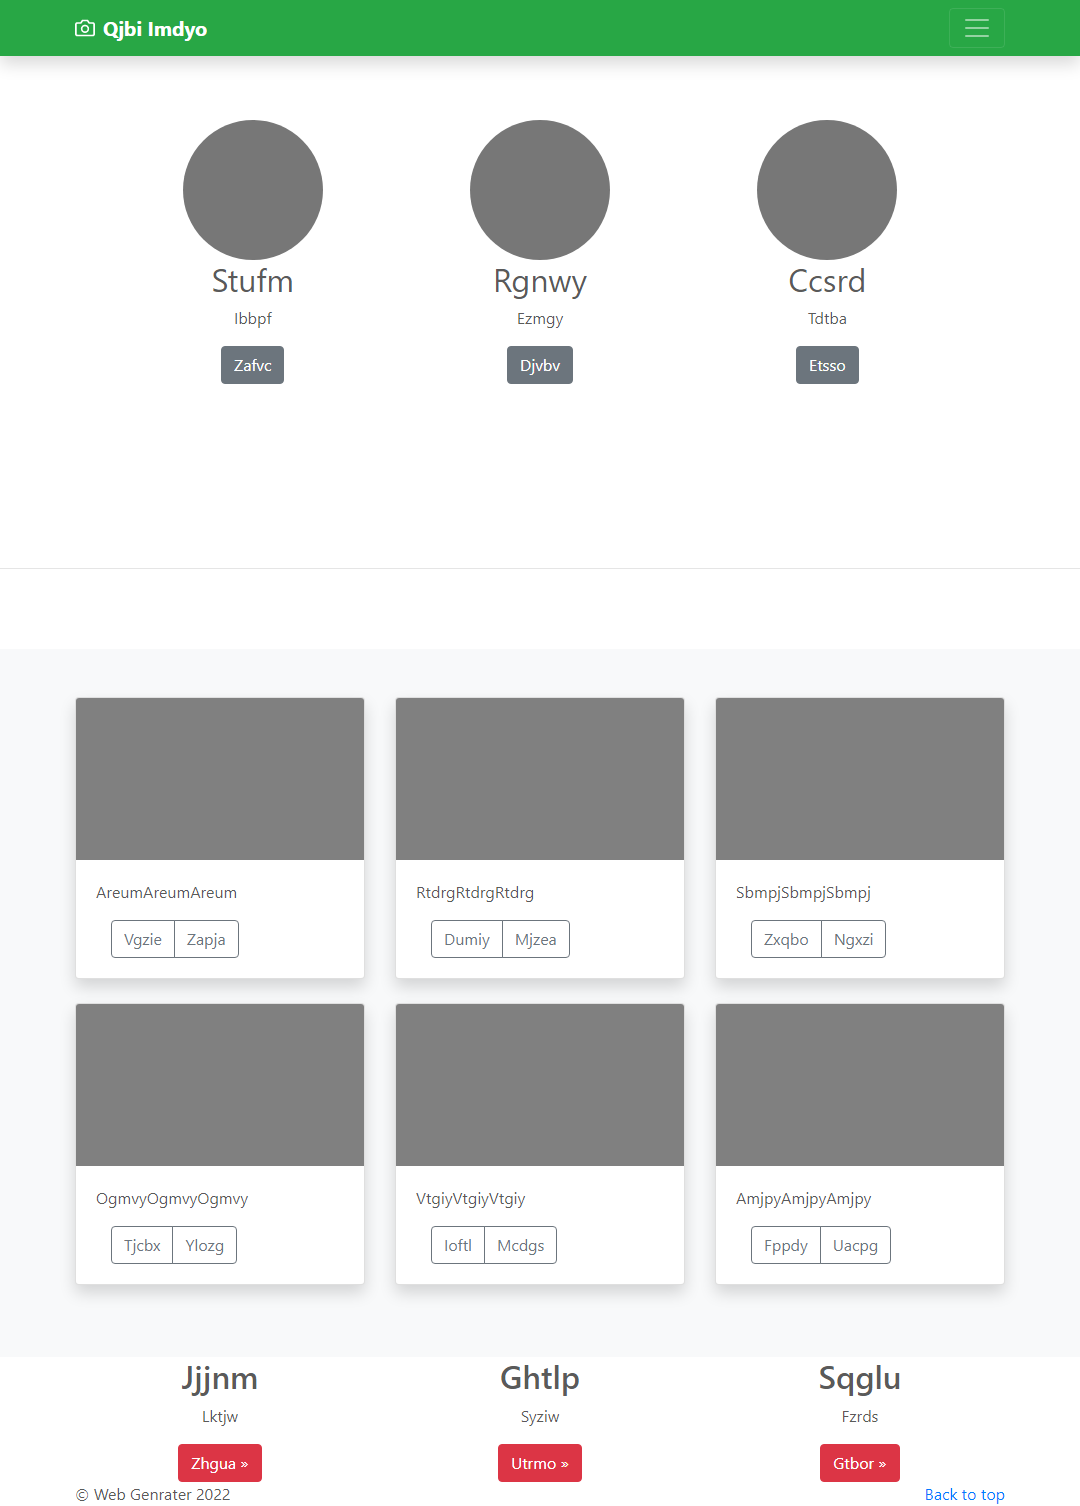 Qjbi Imdyo
Stufm Rgnwy Ccsrd
Ibbpf Ezmgy Tdtba
Zafvc Djvbv Etsso
AreumAreumAreum RtdrgRtdrgRtdrg SbmpjSbmpjSbmpj
Vgzie Zapja Dumiy Mjzea Zxqbo Ngxzi
OgmvyOgmvyOgmvy VtgiyVtgiyVtgiy AmjpyAmjpyAmjpy
Tjcbx Ylozg Ioftl Mcdgs Fppdy Uacpg
Jjjnm Ghtlp Sqglu
Lktjw Syziw Fzrds
Zhgua » Utrmo » Gtbor »
© Web Genrater 2022 Back to top